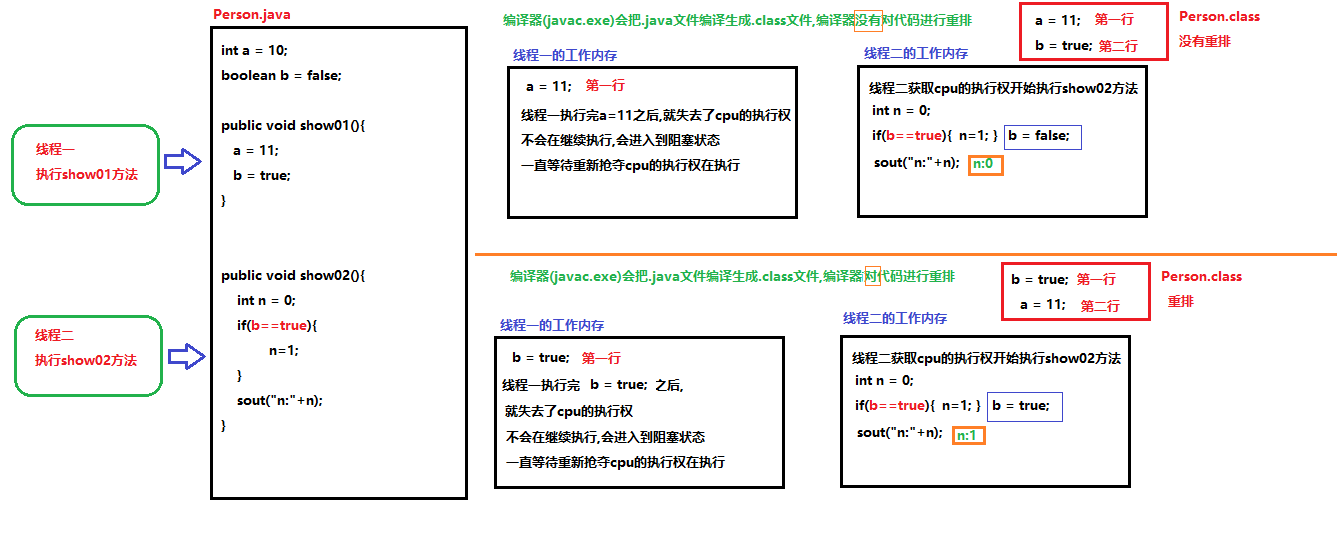 Person.java
int a = 10;
boolean b = false;
public void show01(){
a = 11;
b = true;
}
public void show02(){
int n = 0;
if(b==true){
n=1;
}
sout("n:"+n);
}
线程一
执行show01方法
线程二
执行show02方法
编译器(javac.exe)会把.java文件编译生成.class文件,编译器没有对代码进行重排
a = 11; 第一行
b = true; 第二行
Person.class
没有重排
线程一的工作内存
a = 11; 第一行
线程一执行完a=11之后,就失去了cpu的执行权
不会在继续执行,会进入到阻塞状态
一直等待重新抢夺cpu的执行权在执行
线程二的工作内存
线程二获取cpu的执行权开始执行show02方法
int n = 0;
if(b==true){ n=1; } b = false;
sout("n:"+n); n:0
编译器(javac.exe)会把.java文件编译生成.class文件,编译器对代码进行重排
b = true; 第一行
a = 11; 第二行
Person.class
重排
线程一的工作内存
b = true; 第一行
线程一执行完 b = true; 之后,
就失去了cpu的执行权
不会在继续执行,会进入到阻塞状态
一直等待重新抢夺cpu的执行权在执行
线程二的工作内存
线程二获取cpu的执行权开始执行show02方法
int n = 0;
if(b==true){ n=1; } b = true;
sout("n:"+n); n:1